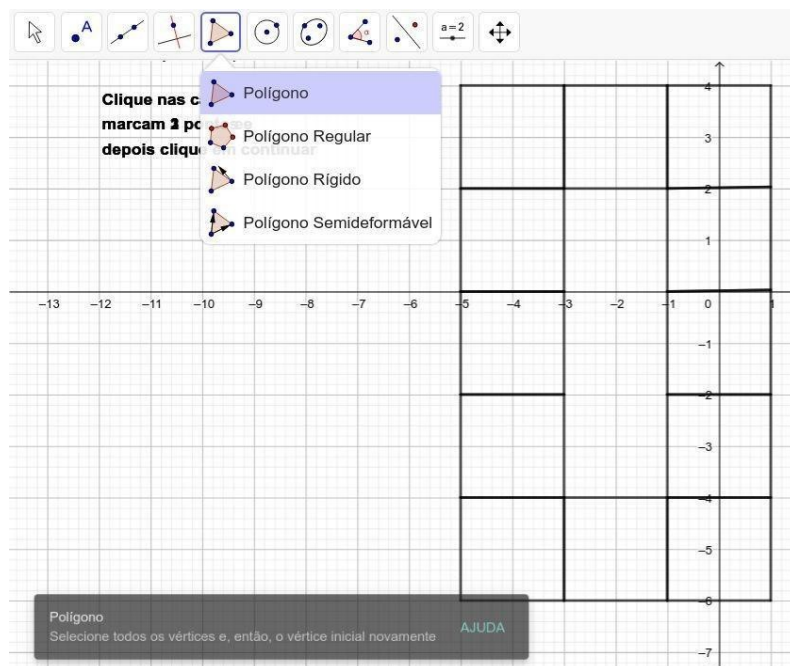 A
α
a=2
Clique nas c
marcam po
depois clique em continuar
Polígono
Polígono Regular
Polígono Rígido
Polígono Semideformável
4
3
2
1
–13 –12 –11 –10 –9 –8 –7 –6 –5 –4 –3 –2 –1 0 1
–1
–2
–3
–4
–5
–6
–7
Polígono
Selecione todos os vértices e, então, o vértice inicial novamente
AJUDA